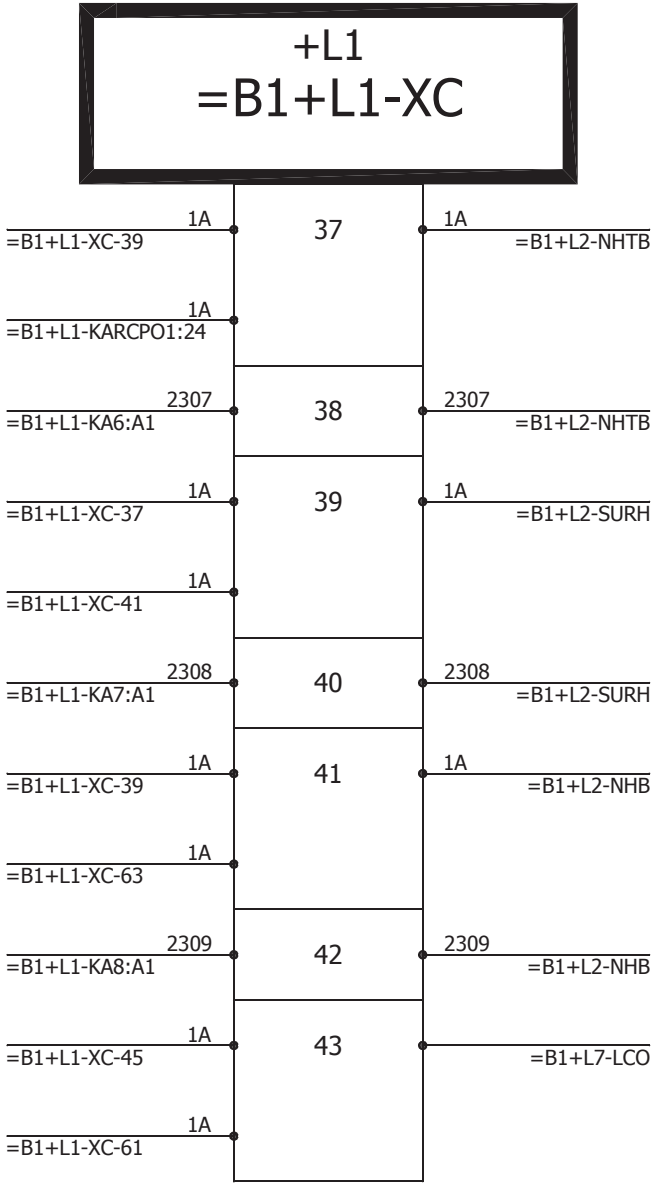 +L1
=B1+L1-XC
1A 37 1A
=B1+L1-XC-39 =B1+L2-NHTB
1A
=B1+L1-KARCPO1:24
2307 38 2307
=B1+L1-KA6:A1 =B1+L2-NHTB
1A 39 1A
=B1+L1-XC-37 =B1+L2-SURH
1A
=B1+L1-XC-41
2308 40 2308
=B1+L1-KA7:A1 =B1+L2-SURH
1A 41 1A
=B1+L1-XC-39 =B1+L2-NHB
1A
=B1+L1-XC-63
2309 42 2309
=B1+L1-KA8:A1 =B1+L2-NHB
1A 43
=B1+L1-XC-45 =B1+L7-LCO
1A
=B1+L1-XC-61